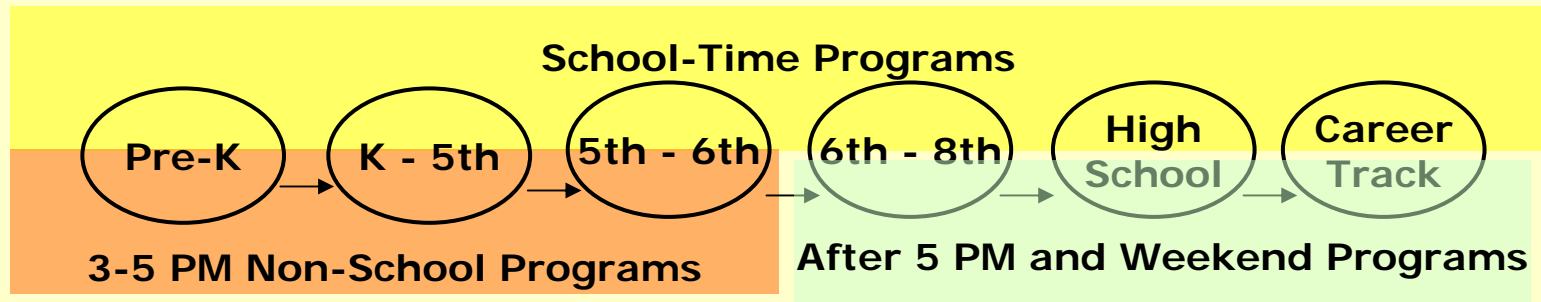 School-Time Programs
Pre-K
K - 5th
5th - 6th
6th - 8th
High
School
Career
Track
3-5 PM Non-School Programs
After 5 PM and Weekend Programs